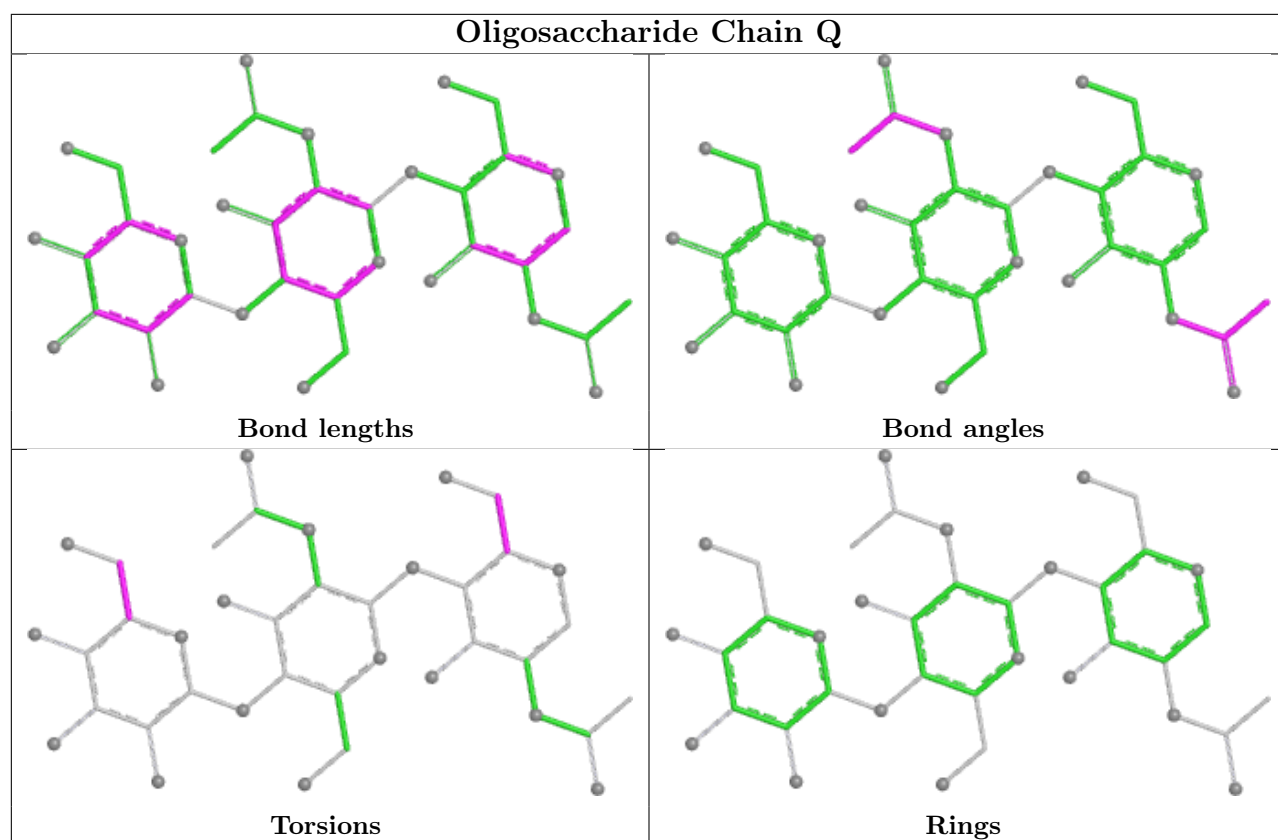 Oligosaccharide Chain Q
Bond lengths
Bond angles
Torsions
Rings